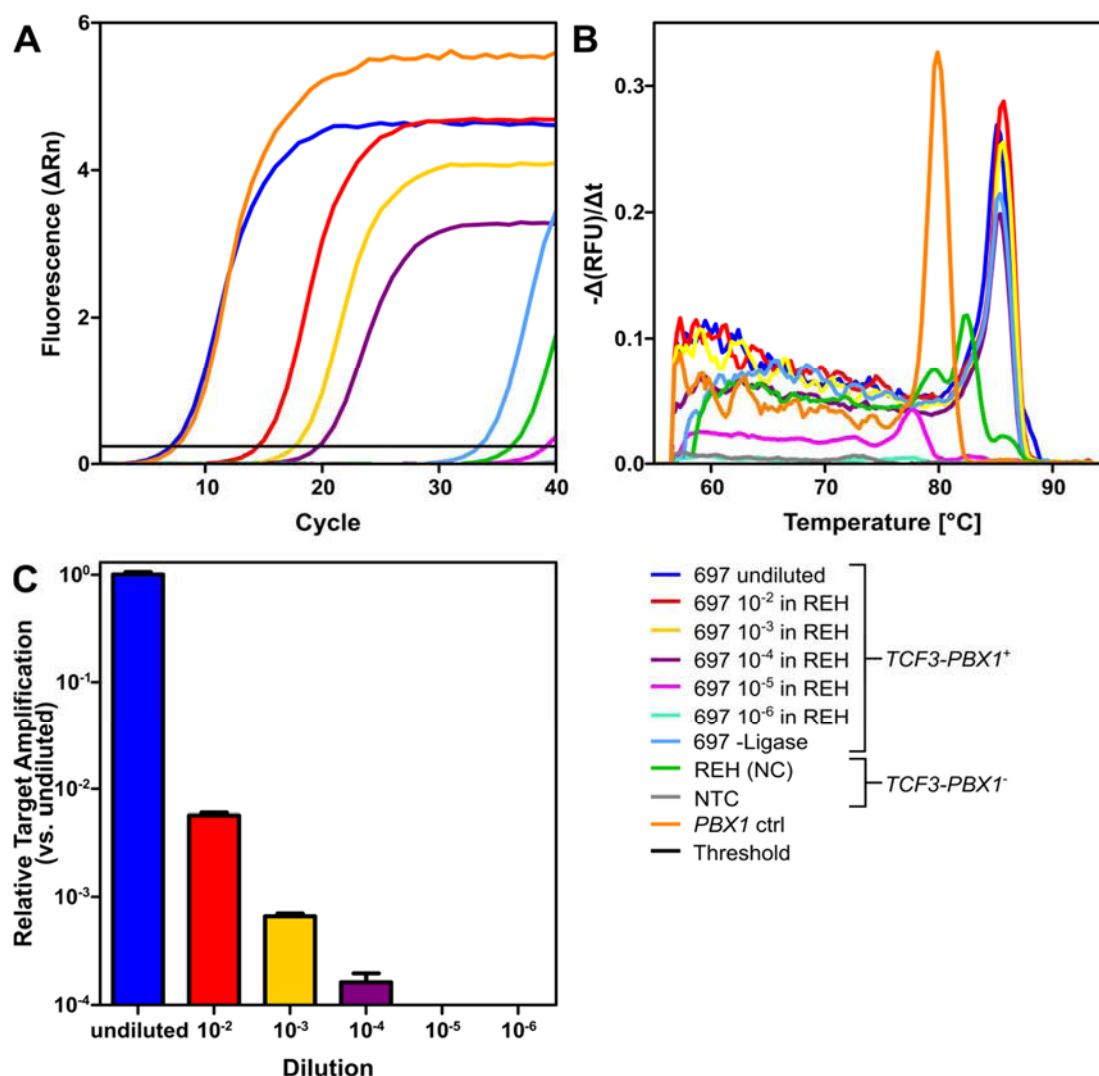 A
Fluorescence (ΔRn)
6
4
2
0
10
20
30
40
Cycle
B
-Δ(RFU)/Δt
0.3
0.2
0.1
0.0
60
70
80
90
Temperature [°C]
C
Relative Target Amplification
(vs. undiluted)
10⁰
10⁻¹
10⁻²
10⁻³
10⁻⁴
undiluted
10⁻²
10⁻³
10⁻⁴
10⁻⁵
10⁻⁶
Dilution
697 undiluted
697 10⁻² in REH
697 10⁻³ in REH
697 10⁻⁴ in REH
697 10⁻⁵ in REH
697 10⁻⁶ in REH
697 -Ligase
TCF3-PBX1⁺
REH (NC)
NTC
TCF3-PBX1⁻
PBX1 ctrl
Threshold